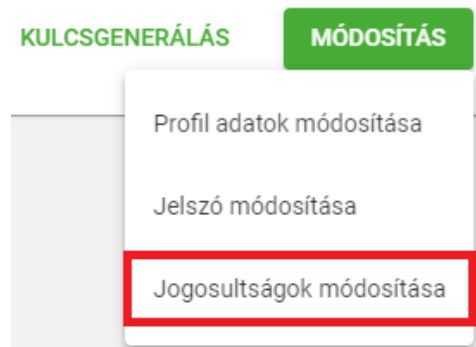 KULCSGENERÁLÁS MÓDOSÍTÁS
Profil adatok módosítása
Jelszó módosítása
Jogosultságok módosítása